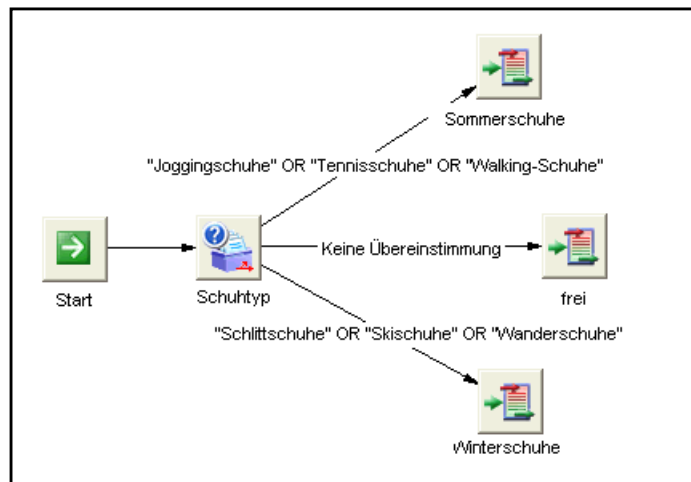 Sommerschuhe
"Joggingschuhe" OR "Tennisschuhe" OR "Walking-Schuhe"
Keine Übereinstimmung
Start
Schuhtyp
frei
"Schlittschuhe" OR "Skischuhe" OR "Wanderschuhe"
Winterschuhe